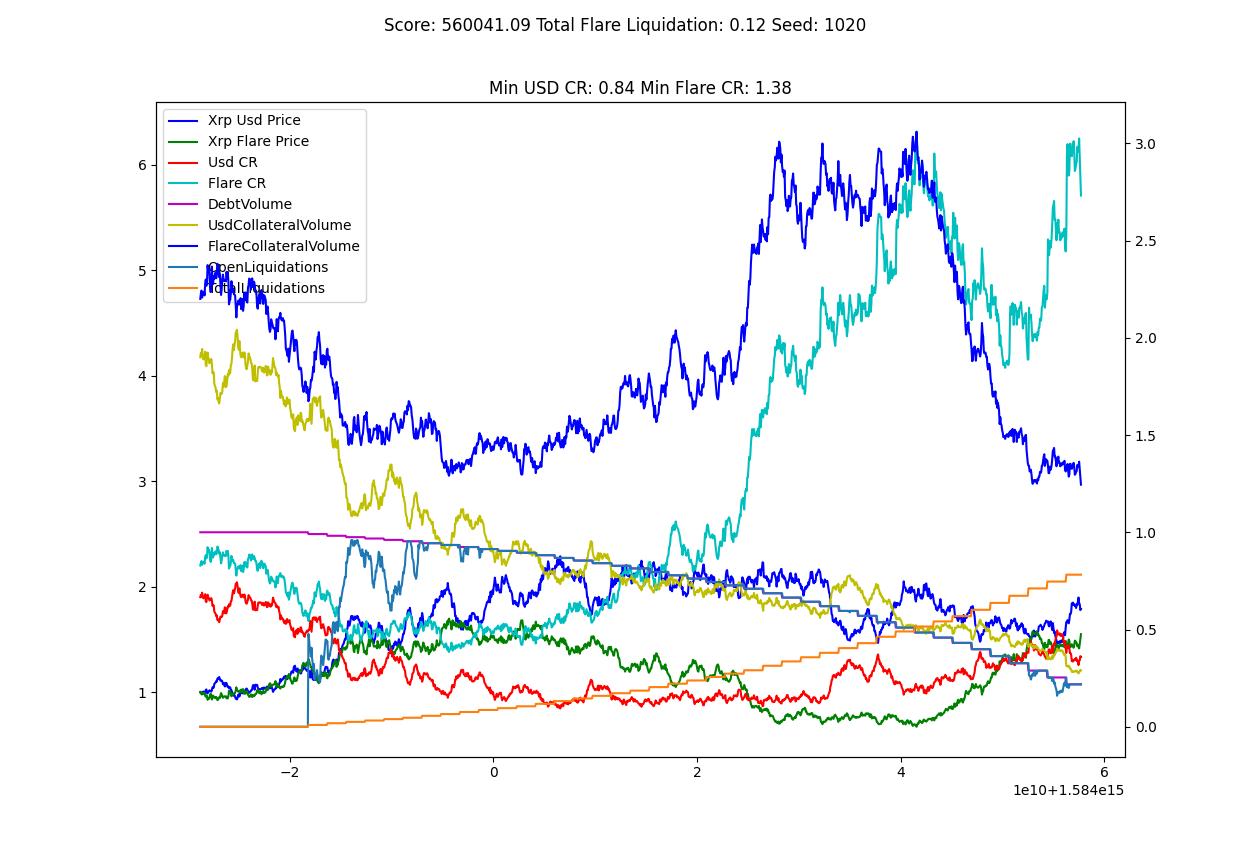 Score: 560041.09 Total Flare Liquidation: 0.12 Seed: 1020
Min USD CR: 0.84 Min Flare CR: 1.38
Xrp Usd Price
Xrp Flare Price
Usd CR
Flare CR
DebtVolume
UsdCollateralVolume
FlareCollateralVolume
OpenLiquidations
TotalLiquidations
6
5
4
3
2
1
3.0
2.5
2.0
1.5
1.0
0.5
0.0
−2
0
2
4
6
1e10+1.584e15